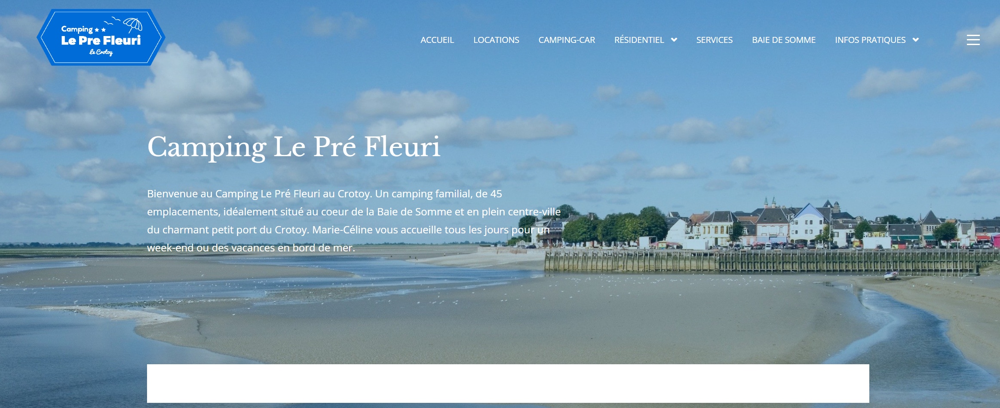 Camping
Le Pre Fleuri
Le Crotoy
ACCUEIL LOCATIONS CAMPING-CAR RÉSIDENTIEL SERVICES BAIE DE SOMME INFOS PRATIQUES
Camping Le Pré Fleuri
Bienvenue au Camping Le Pré Fleuri au Crotoy. Un camping familial, de 45
emplacements, idéalement situé au coeur de la Baie de Somme et en plein centre-ville
du charmant petit port du Crotoy. Marie-Céline vous accueille tous les jours pour un
week-end ou des vacances en bord de mer.